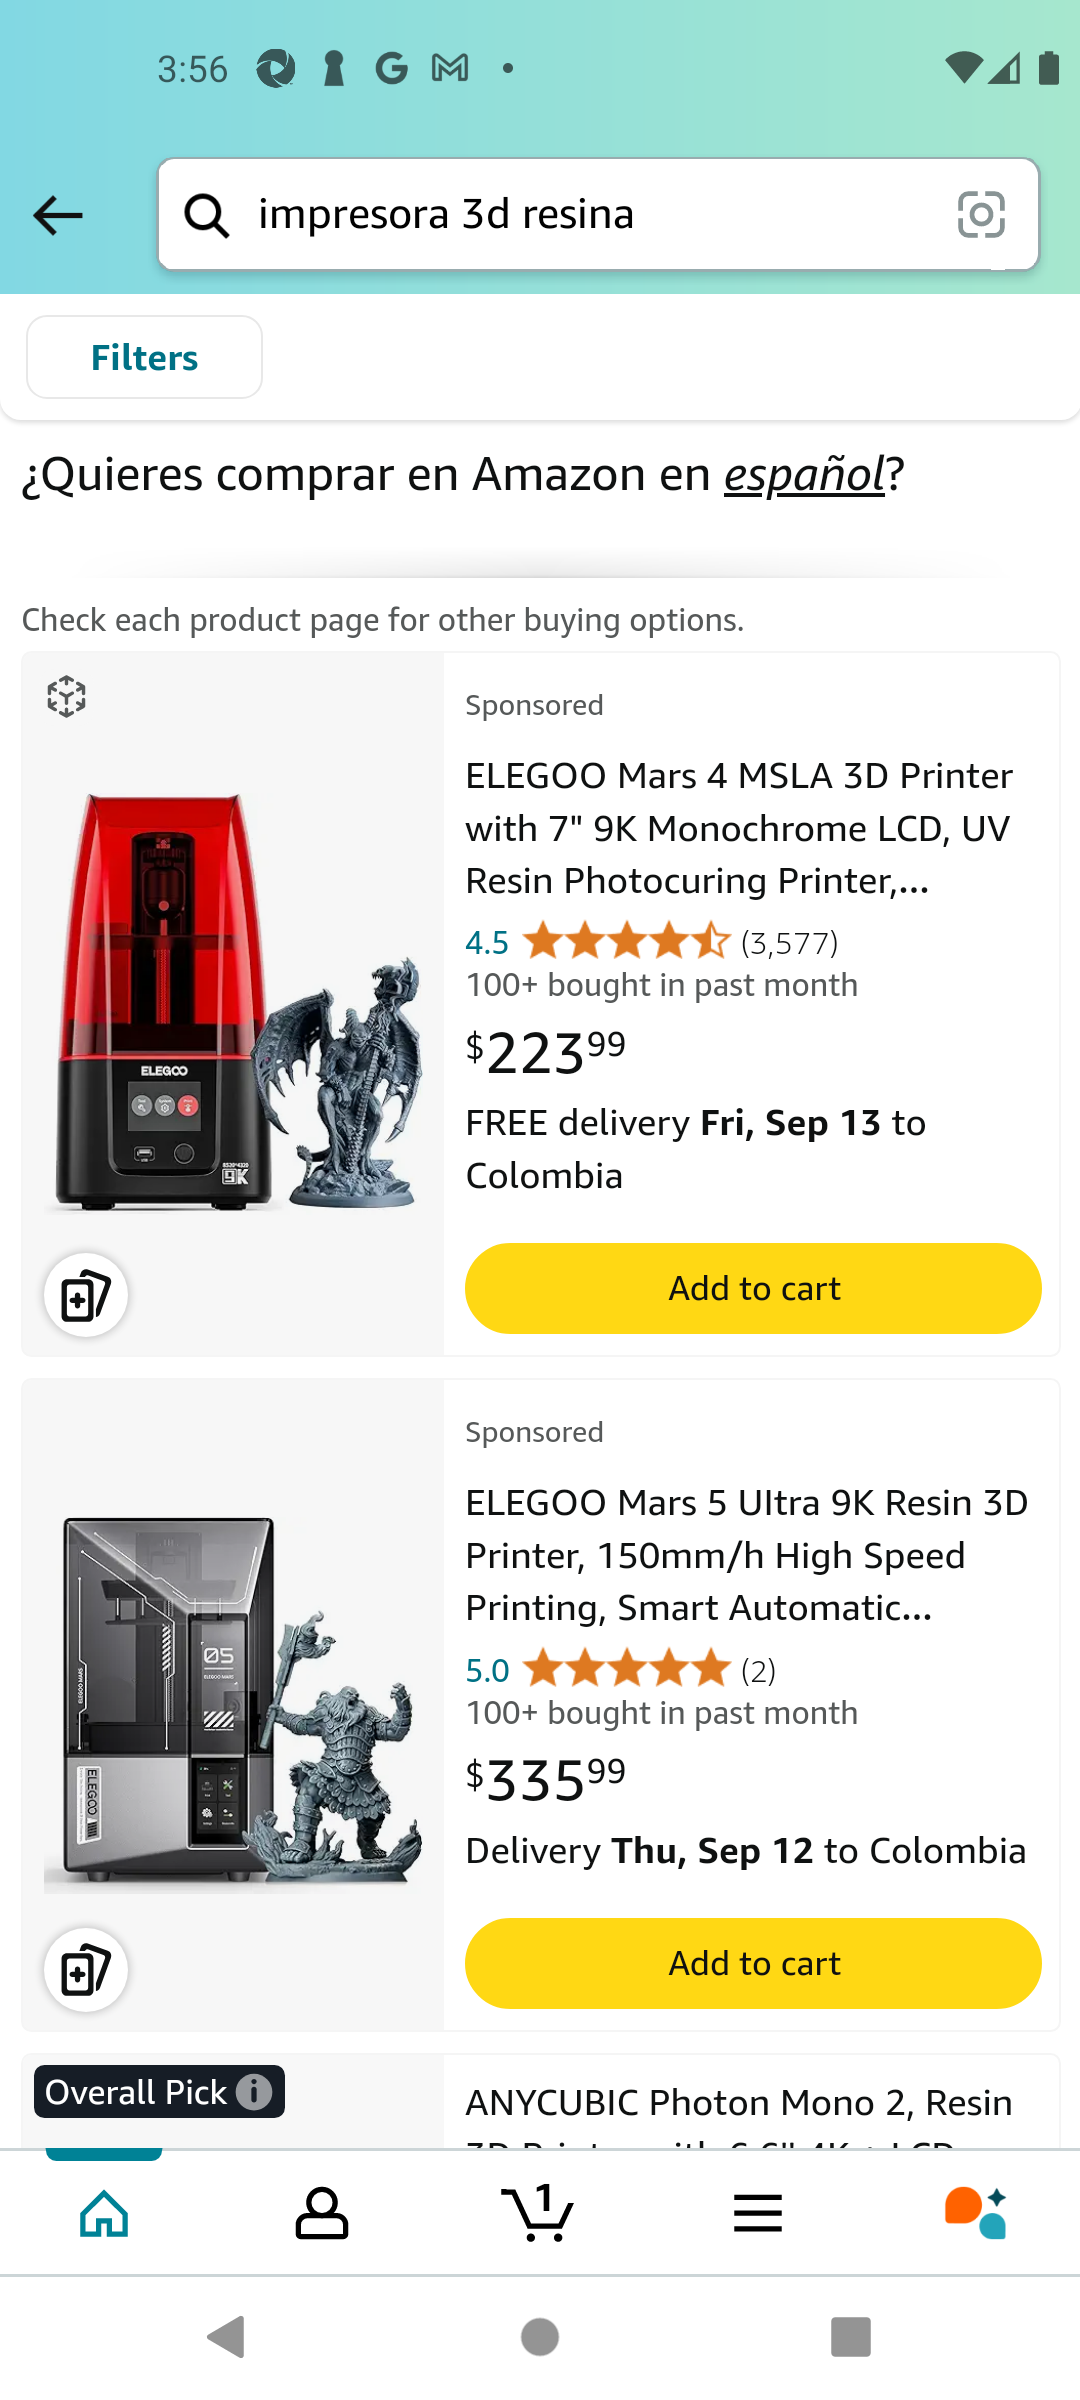 3:56
impresora 3d resina
Filters
¿Quieres comprar en Amazon en español?
Check each product page for other buying options.
Sponsored
ELEGOO Mars 4 MSLA 3D Printer
with 7" 9K Monochrome LCD, UV
Resin Photocuring Printer,...
4.5 (3,577)
100+ bought in past month
$223.99
FREE delivery Fri, Sep 13 to
Colombia
Add to cart
ELEGOO
9K
Sponsored
ELEGOO Mars 5 Ultra 9K Resin 3D
Printer, 150mm/h High Speed
Printing, Smart Automatic...
5.0 (2)
100+ bought in past month
$335.99
Delivery Thu, Sep 12 to Colombia
Add to cart
05
ELEGOO
Overall Pick
ANYCUBIC Photon Mono 2, Resin
1